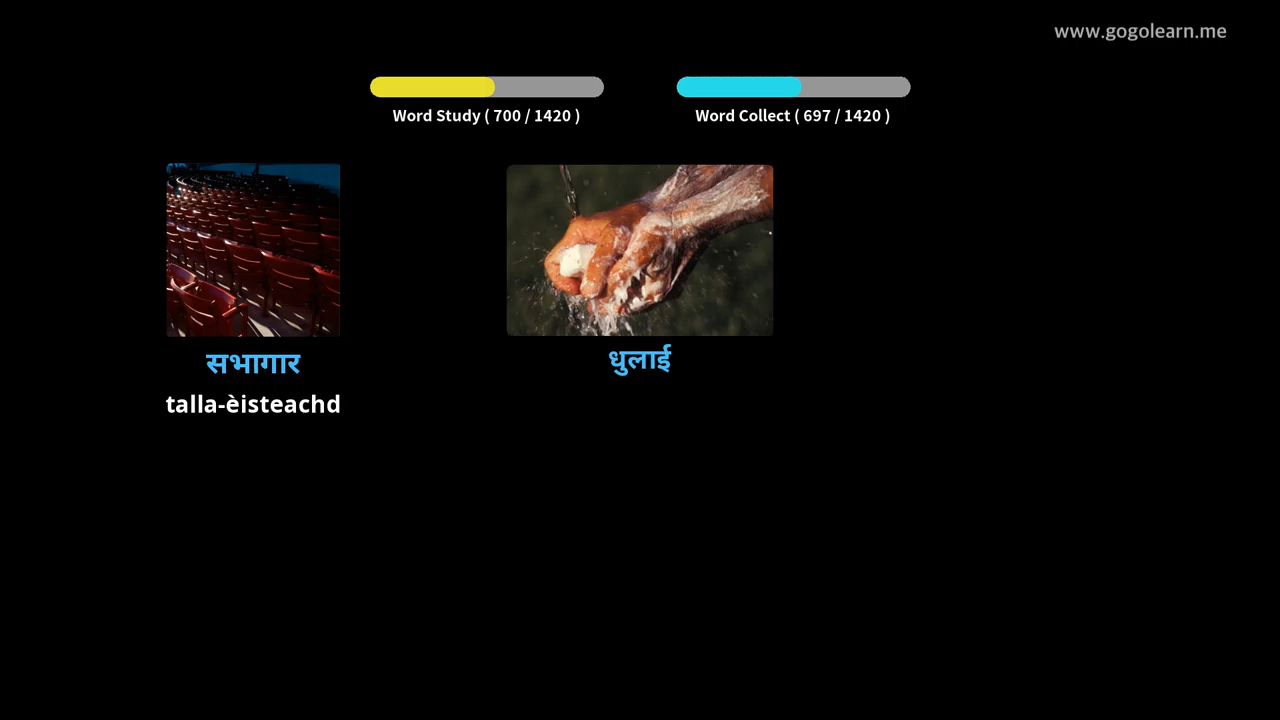 www.gogolearn.me
Word Study ( 700 / 1420 )
Word Collect ( 697 / 1420 )
सभागार
talla-èisteachd
धुलाई